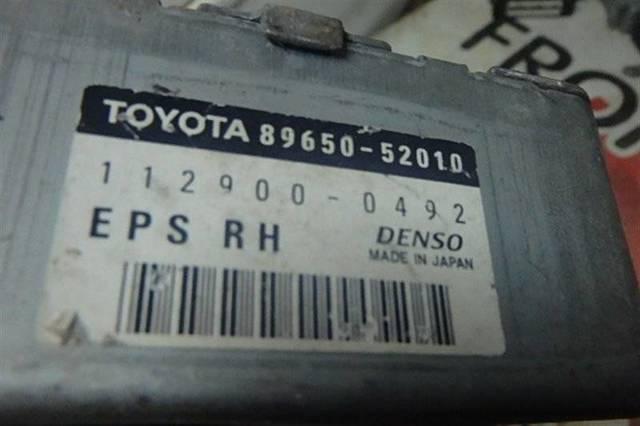 TOYOTA 89650-52010
112900-0492
EPS RH
DENSO
MADE IN JAPAN